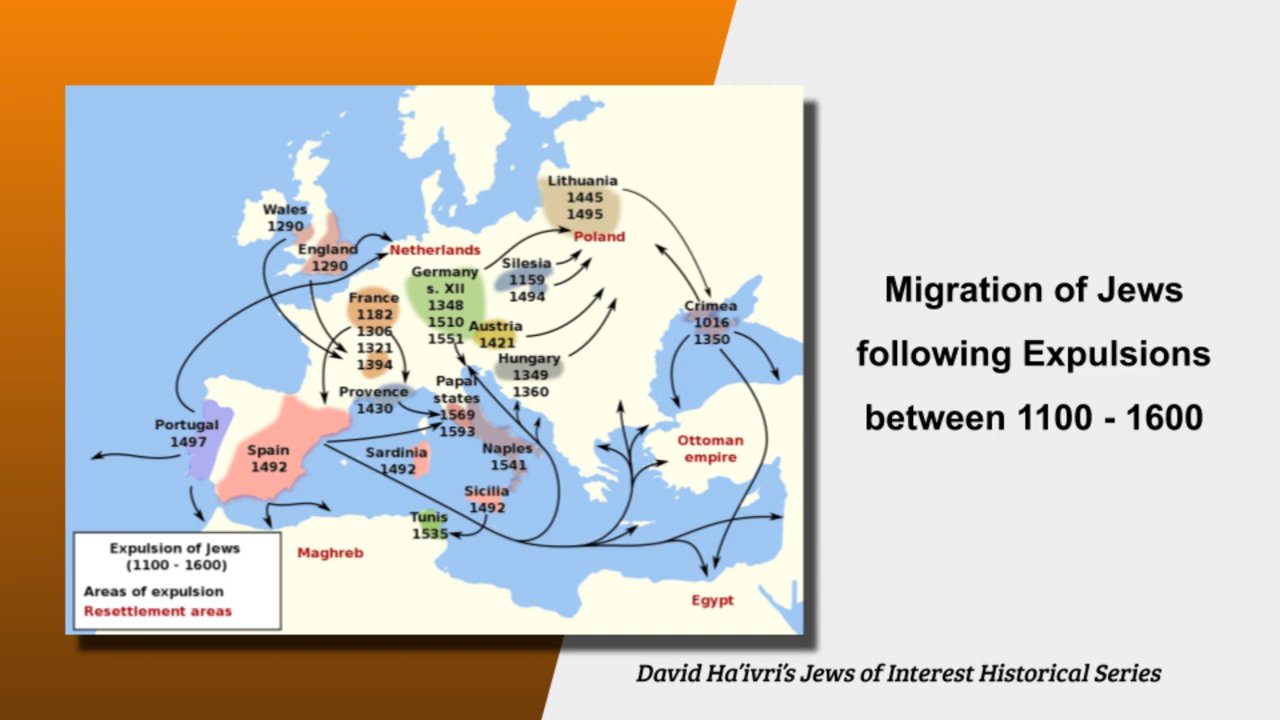 Lithuania
1445
1495
Wales
1290
Poland
England
1290
Netherlands
Germany
s. XII
1348
1510
1551
Silesia
1159
1494
France
1182
1306
1321
1394
Austria
1421
Crimea
1016
1350
Hungary
1349
1360
Provence
1430
Papal
states
1569
1593
Portugal
1497
Spain
1492
Sardinia
1492
Naples
1541
Ottoman
empire
Sicilia
1492
Tunis
1535
Maghreb
Egypt
Expulsion of Jews
(1100 - 1600)
Areas of expulsion
Resettlement areas
Migration of Jews
following Expulsions
between 1100 - 1600
David Ha'ivri's Jews of Interest Historical Series